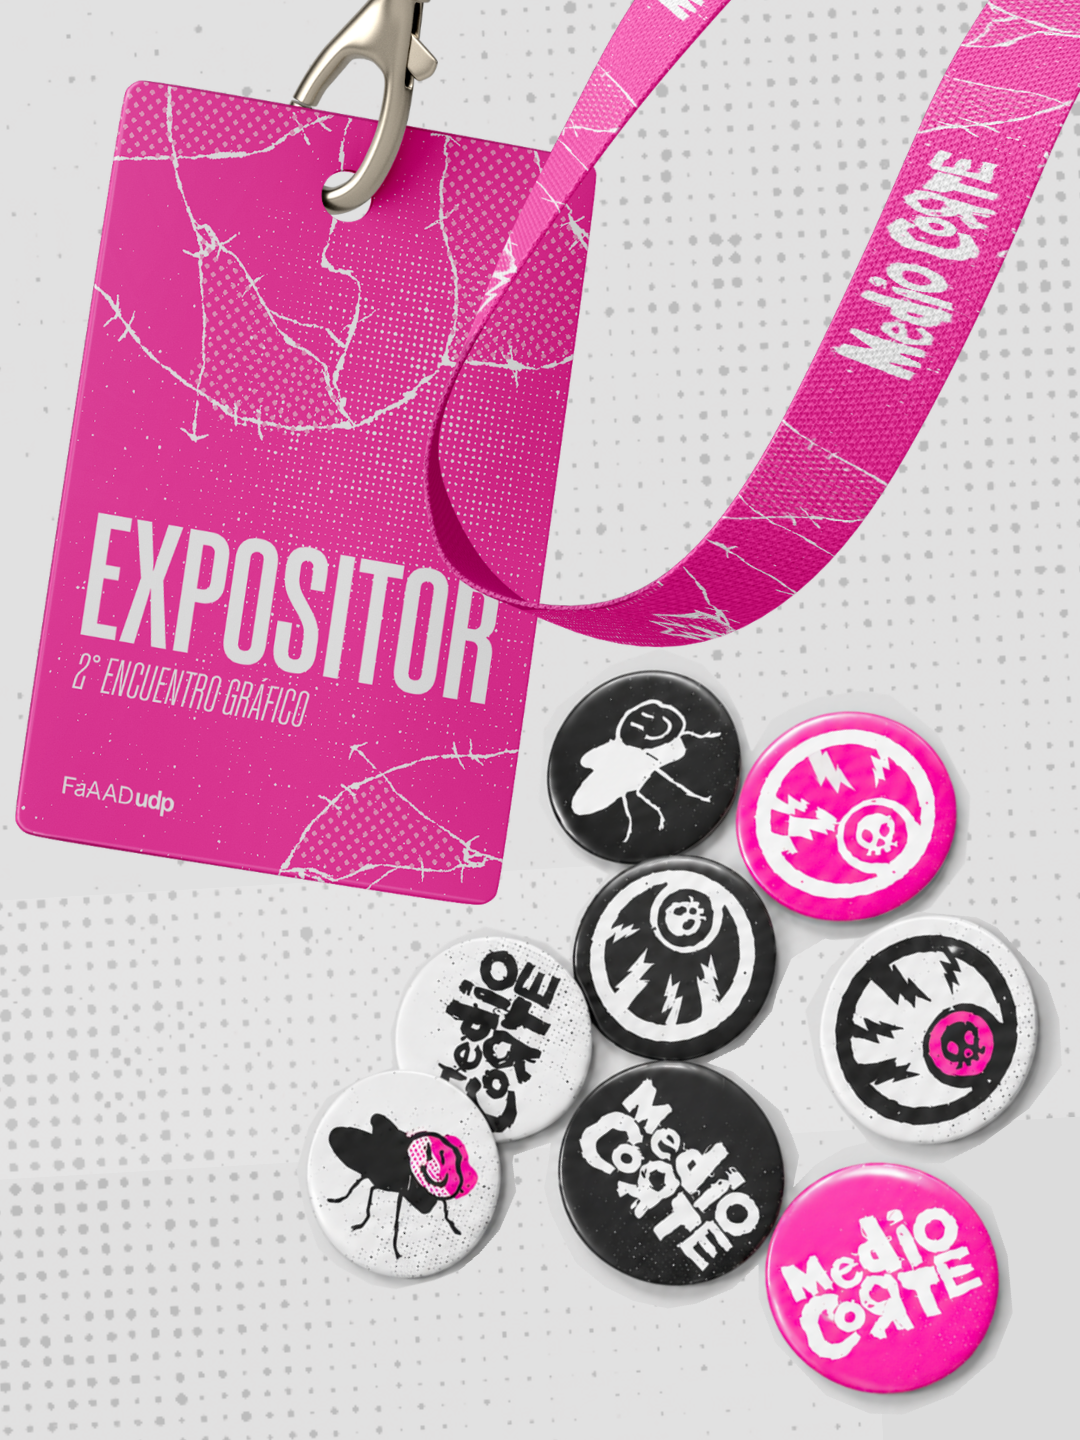 Medio CoRTE
EXPOSITOR
2° ENCUENTRO GRÁFICO
FaAADudp
Medio
CoRTE
Medio
CoRTE
Medio
CoRTE